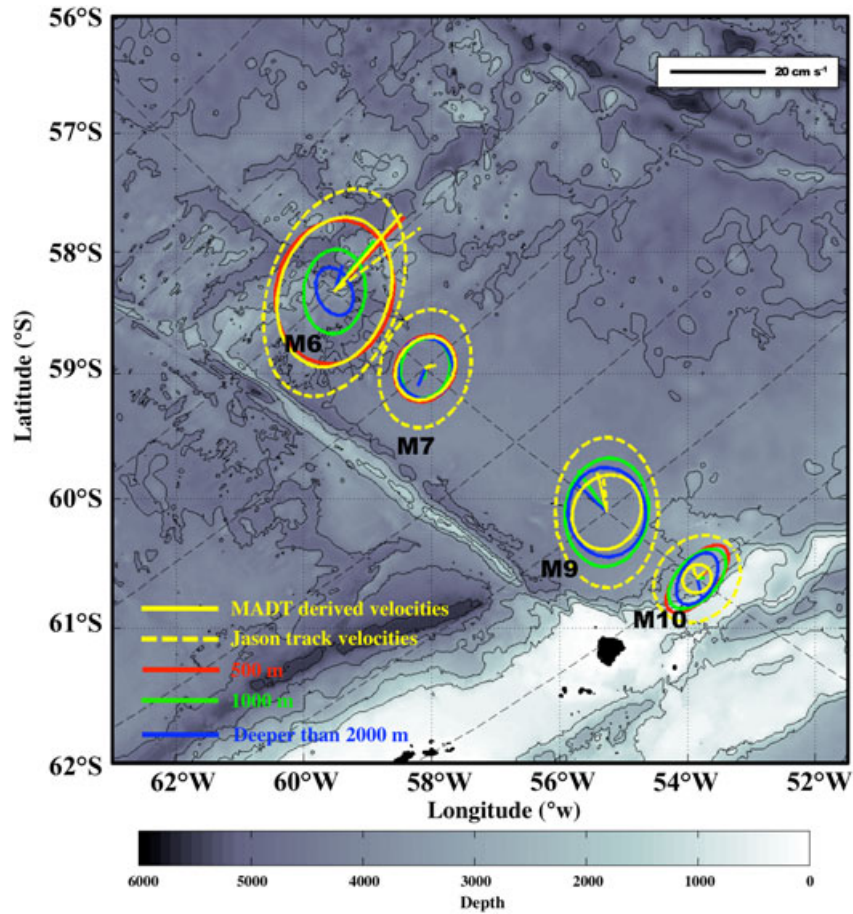 56°S
20 cm s⁻¹
57°S
58°S
M6
59°S
Latitude (°S)
M7
60°S
M9
M10
MADT derived velocities
61°S
Jason track velocities
500 m
1000 m
Deeper than 2000 m
62°S
62°W 60°W 58°W 56°W 54°W 52°W
Longitude (°w)
6000 5000 4000 3000 2000 1000 0
Depth